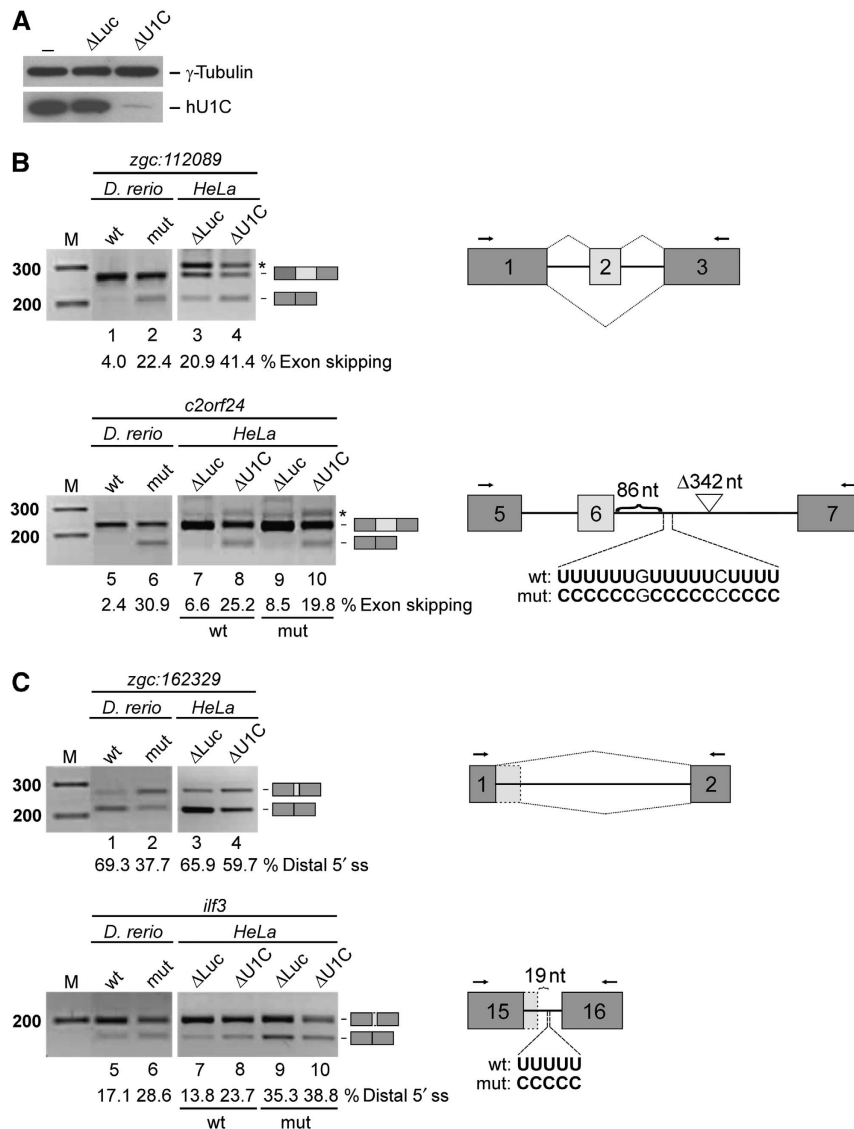 A
– ΔLuc ΔU1C
– γ-Tubulin
– hU1C
B
zgc:112089
D. rerio HeLa
M wt mut ΔLuc ΔU1C
300
200
*
1 2 3 4
4.0 22.4 20.9 41.4 % Exon skipping
1 2 3
c2orf24
D. rerio HeLa
M wt mut ΔLuc ΔU1C ΔLuc ΔU1C
300
200
*
5 6 7 8 9 10
2.4 30.9 6.6 25.2 8.5 19.8 % Exon skipping
wt mut
86 nt Δ342 nt
5 6 7
wt: UUUUUUGUUUUUCUUUU
mut: CCCCCCGCCCCCCCCCC
C
zgc:162329
D. rerio HeLa
M wt mut ΔLuc ΔU1C
300
200
1 2 3 4
69.3 37.7 65.9 59.7 % Distal 5′ ss
1 2
ilf3
D. rerio HeLa
M wt mut ΔLuc ΔU1C ΔLuc ΔU1C
200
5 6 7 8 9 10
17.1 28.6 13.8 23.7 35.3 38.8 % Distal 5′ ss
wt mut
19 nt
15 16
wt: UUUUU
mut: CCCCC